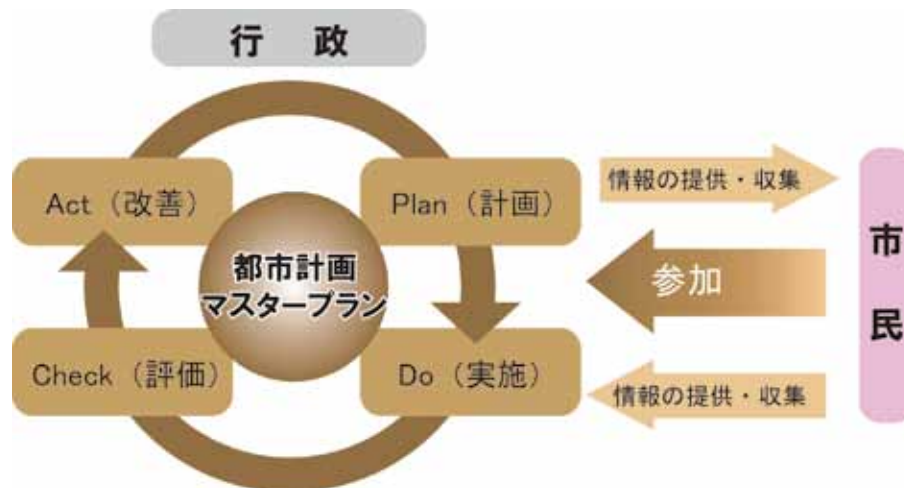 行　政
Act（改善）
Plan（計画）
都市計画
マスタープラン
Check（評価）
Do（実施）
情報の提供・収集
参加
情報の提供・収集
市民